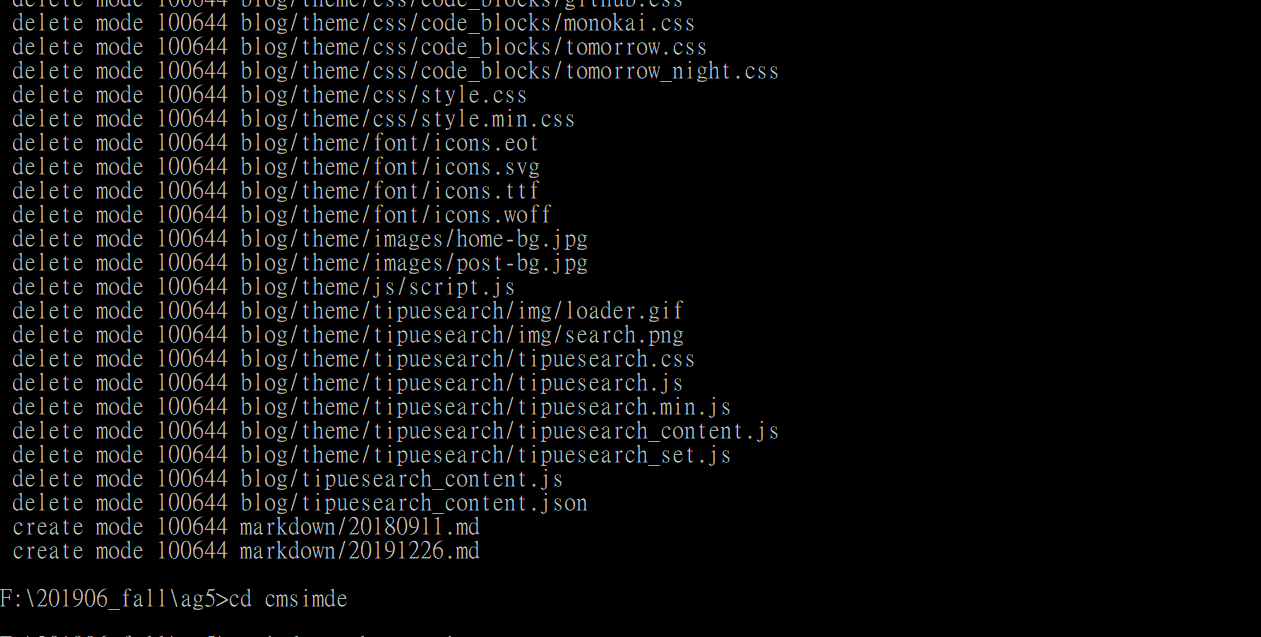 delete mode 100644 blog/theme/css/code_blocks/github.css
delete mode 100644 blog/theme/css/code_blocks/monokai.css
delete mode 100644 blog/theme/css/code_blocks/tomorrow.css
delete mode 100644 blog/theme/css/code_blocks/tomorrow_night.css
delete mode 100644 blog/theme/css/style.css
delete mode 100644 blog/theme/css/style.min.css
delete mode 100644 blog/theme/font/icons.eot
delete mode 100644 blog/theme/font/icons.svg
delete mode 100644 blog/theme/font/icons.ttf
delete mode 100644 blog/theme/font/icons.woff
delete mode 100644 blog/theme/images/home-bg.jpg
delete mode 100644 blog/theme/images/post-bg.jpg
delete mode 100644 blog/theme/js/script.js
delete mode 100644 blog/theme/tipuesearch/img/loader.gif
delete mode 100644 blog/theme/tipuesearch/img/search.png
delete mode 100644 blog/theme/tipuesearch/tipuesearch.css
delete mode 100644 blog/theme/tipuesearch/tipuesearch.js
delete mode 100644 blog/theme/tipuesearch/tipuesearch.min.js
delete mode 100644 blog/theme/tipuesearch/tipuesearch_content.js
delete mode 100644 blog/theme/tipuesearch/tipuesearch_set.js
delete mode 100644 blog/tipuesearch_content.js
delete mode 100644 blog/tipuesearch_content.json
create mode 100644 markdown/20180911.md
create mode 100644 markdown/20191226.md
F:\201906_fall\ag5>cd cmsimde